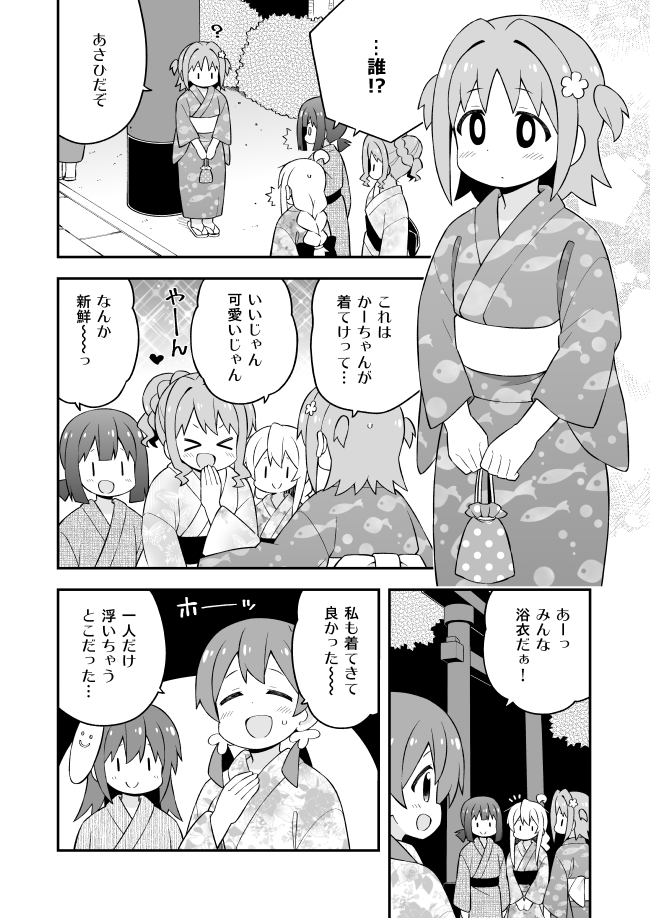 …誰!?
?
あさひだぞ
これは
かーちゃんが
着てけって…
いいじゃん
可愛いじゃん
やーん♥
なんか
新鮮〜〜っ
あーっ
みんな
浴衣だぁ!
私も着てきて
良かった〜〜
ホーッ
一人だけ
浮いちゃう
とこだった…